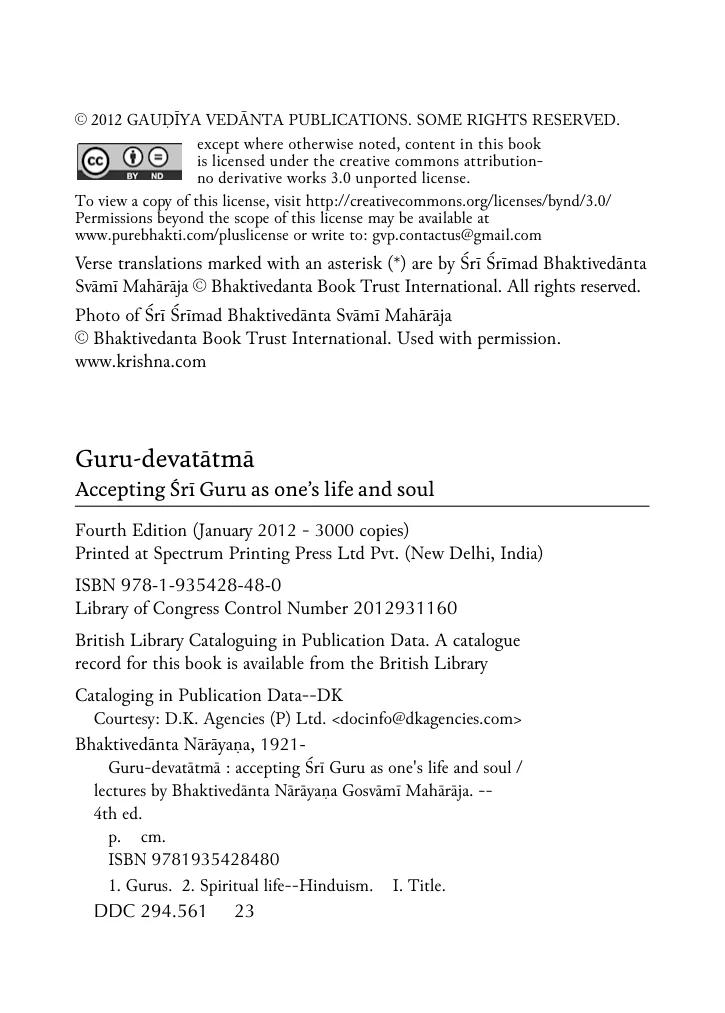 © 2012 GAUḌĪYA VEDĀNTA PUBLICATIONS. SOME RIGHTS RESERVED.
except where otherwise noted, content in this book
is licensed under the creative commons attribution-
no derivative works 3.0 unported license.
cc BY ND
To view a copy of this license, visit http://creativecommons.org/licenses/bynd/3.0/
Permissions beyond the scope of this license may be available at
www.purebhakti.com/pluslicense or write to: gvp.contactus@gmail.com
Verse translations marked with an asterisk (*) are by Śrī Śrīmad Bhaktivedānta
Svāmī Mahārāja © Bhaktivedanta Book Trust International. All rights reserved.
Photo of Śrī Śrīmad Bhaktivedānta Svāmī Mahārāja
© Bhaktivedanta Book Trust International. Used with permission.
www.krishna.com
Guru-devatātmā
Accepting Śrī Guru as one’s life and soul
Fourth Edition (January 2012 - 3000 copies)
Printed at Spectrum Printing Press Ltd Pvt. (New Delhi, India)
ISBN 978-1-935428-48-0
Library of Congress Control Number 2012931160
British Library Cataloguing in Publication Data. A catalogue
record for this book is available from the British Library
Cataloging in Publication Data--DK
Courtesy: D.K. Agencies (P) Ltd. <docinfo@dkagencies.com>
Bhaktivedānta Nārāyaṇa, 1921-
Guru-devatātmā : accepting Śrī Guru as one's life and soul /
lectures by Bhaktivedānta Nārāyaṇa Gosvāmī Mahārāja. --
4th ed.
p. cm.
ISBN 9781935428480
1. Gurus. 2. Spiritual life--Hinduism. I. Title.
DDC 294.561 23